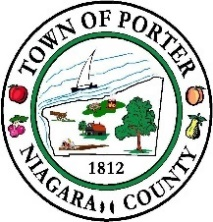 TOWN OF PORTER
1812
NIAGARA COUNTY